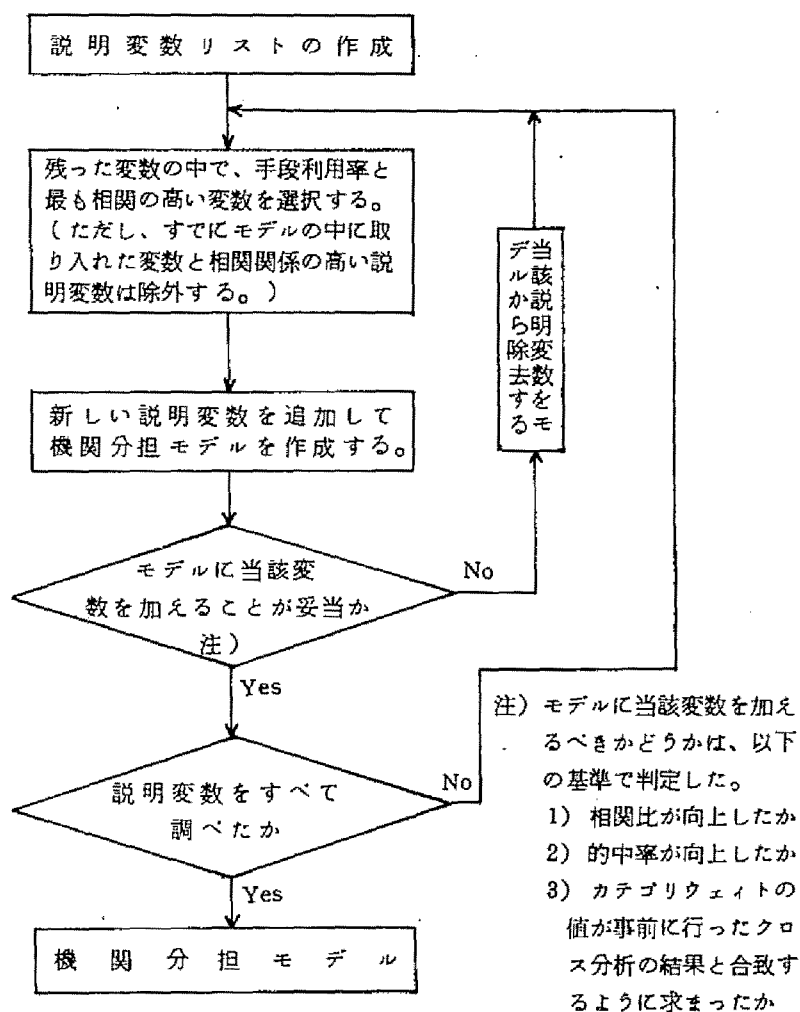 説明変数リストの作成
残った変数の中で、手段利用率と
最も相関の高い変数を選択する。
（ただし、すでにモデルの中に取
り入れた変数と相関関係の高い説
明変数は除外する。）
当該説明変数をモ
デルから除去する
新しい説明変数を追加して
機関分担モデルを作成する。
モデルに当該変
数を加えることが妥当か
注）
No
Yes
説明変数をすべて
調べたか
No
Yes
機関分担モデル
注）モデルに当該変数を加え
るべきかどうかは、以下
の基準で判定した。
1) 相関比が向上したか
2) 的中率が向上したか
3) カテゴリウェィトの
値が事前に行ったクロ
ス分析の結果と合致す
るように求まったか